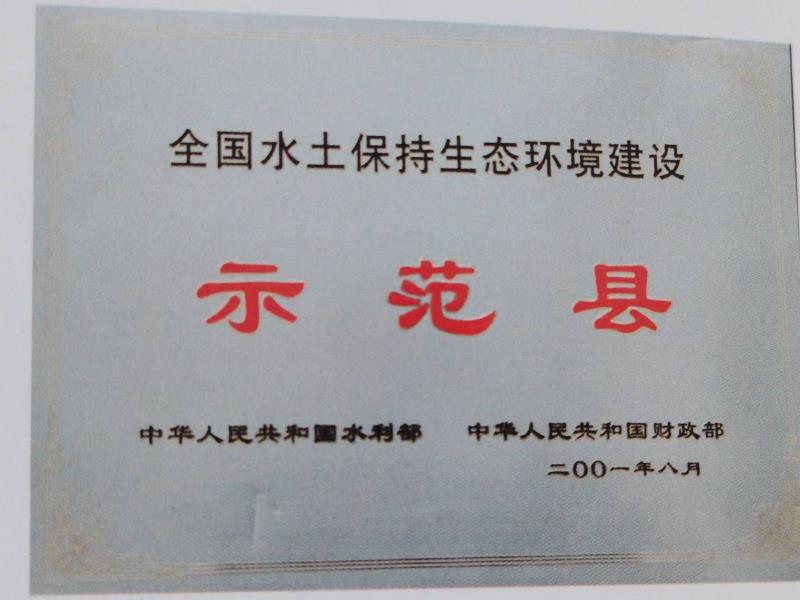 全国水土保持生态环境建设
示范县
中华人民共和国水利部 中华人民共和国财政部
二〇〇一年八月